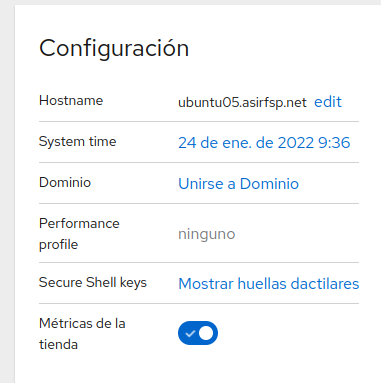 Configuración
Hostname ubuntu05.asirfsp.net edit
System time 24 de ene. de 2022 9:36
Dominio Unirse a Dominio
Performance
profile ninguno
Secure Shell keys Mostrar huellas dactilares
Métricas de la
tienda